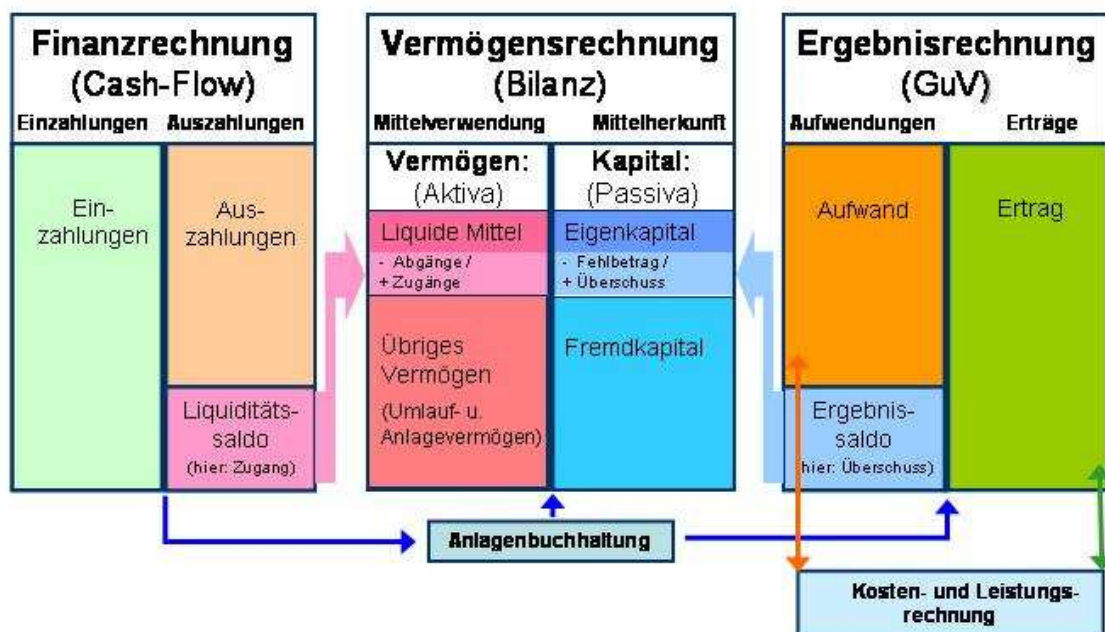 Finanzrechnung
(Cash-Flow)
Einzahlungen Auszahlungen
Ein-
zahlungen
Aus-
zahlungen
Liquiditäts-
saldo
(hier: Zugang)
Vermögensrechnung
(Bilanz)
Mittelverwendung Mittelherkunft
Vermögen:
(Aktiva)
Kapital:
(Passiva)
Liquide Mittel
- Abgänge /
+ Zugänge
Eigenkapital
- Fehlbetrag /
+ Überschuss
Übriges
Vermögen
(Umlauf- u.
Anlagevermögen)
Fremdkapital
Ergebnisrechnung
(GuV)
Aufwendungen Erträge
Aufwand
Ertrag
Ergebnis-
saldo
(hier: Überschuss)
Anlagenbuchhaltung
Kosten- und Leistungs-
rechnung